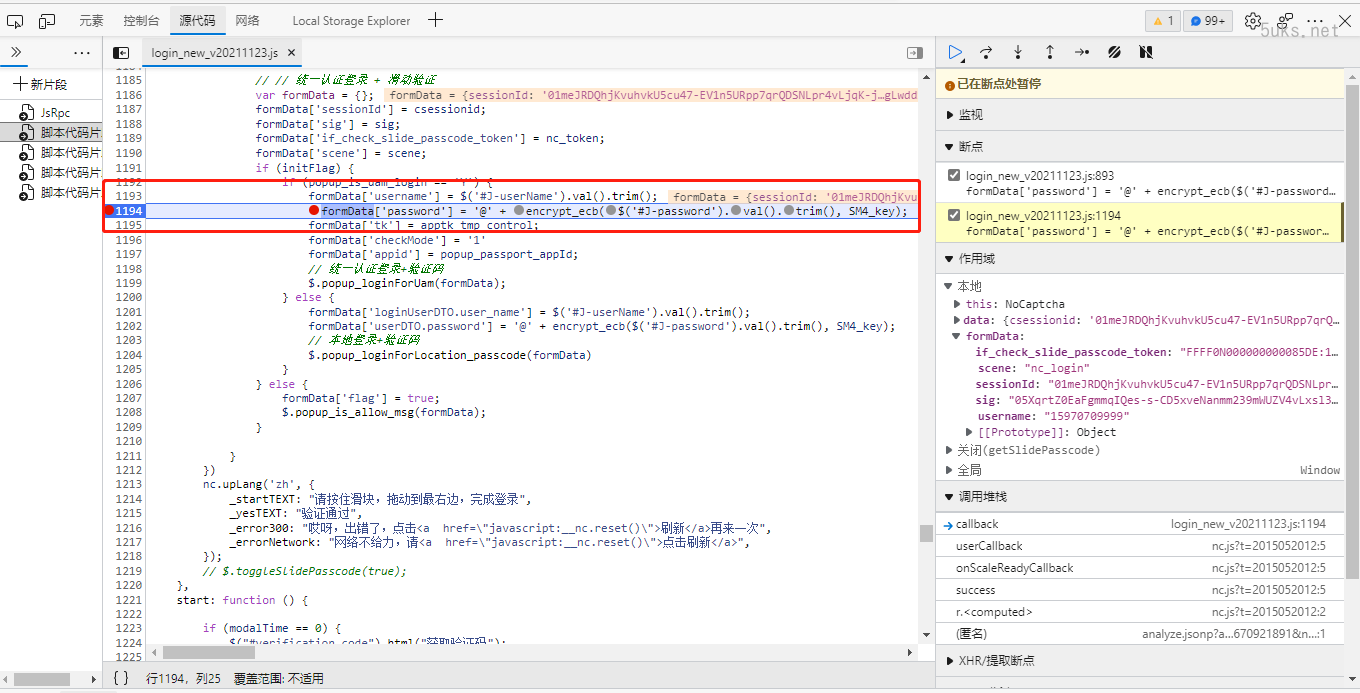 元素 控制台 源代码 网络 Local Storage Explorer 1 99+
5uks.net
login_new_v20211123.js
新片段
JsRpc
脚本代码片
脚本代码片
脚本代码片
脚本代码片
1185 // // 统一认证登录 + 滑动验证
1186 var formData = {}; formData = {sessionId: '01meJRDQhjKvuhvkU5cu47-EV1n5URpp7qrQDSNLpr4vLjqK-j…gLwdd
1187 formData['sessionId'] = csessionid;
1188 formData['sig'] = sig;
1189 formData['if_check_slide_passcode_token'] = nc_token;
1190 formData['scene'] = scene;
1191 if (initFlag) {
1192 if (popup_is_uam_login == 'Y') {
1193 formData['username'] = $('#J-userName').val().trim(); formData = {sessionId: '01meJRDQhjKvu
1194 formData['password'] = '@' + encrypt_ecb($('#J-password').val().trim(), SM4_key);
1195 formData['tk'] = apptk_tmp_control;
1196 formData['checkMode'] = '1'
1197 formData['appid'] = popup_passport_appId;
1198 // 统一认证登录+验证码
1199 $.popup_loginForUam(formData);
1200 } else {
1201 formData['loginUserDTO.user_name'] = $('#J-userName').val().trim();
1202 formData['userDTO.password'] = '@' + encrypt_ecb($('#J-password').val().trim(), SM4_key);
1203 // 本地登录+验证码
1204 $.popup_loginForLocation_passcode(formData)
1205 }
1206 } else {
1207 formData['flag'] = true;
1208 $.popup_is_allow_msg(formData);
1209 }
1210
1211 }
1212 })
1213 nc.upLang('zh', {
1214 _startTEXT: "请按住滑块，拖动到最右边，完成登录",
1215 _yesTEXT: "验证通过",
1216 _error300: "哎呀，出错了，点击<a href=\"javascript:__nc.reset()\">刷新</a>再来一次",
1217 _errorNetwork: "网络不给力，请<a href=\"javascript:__nc.reset()\">点击刷新</a>",
1218 });
1219 // $.toggleSlidePasscode(true);
1220 },
1221 start: function () {
1222
1223 if (modalTime == 0) {
1224 $("#verification_code").html("获取验证码");
1225
{ } 行1194，列25 覆盖范围: 不适用
已在断点处暂停
监视
断点
login_new_v20211123.js:893
formData['password'] = '@' + encrypt_ecb($('#J-passwor…
login_new_v20211123.js:1194
formData['password'] = '@' + encrypt_ecb($('#J-passwor…
作用域
本地
this: NoCaptcha
data: {csessionid: '01meJRDQhjKvuhvkU5cu47-EV1n5URpp7qrQ…
formData:
if_check_slide_passcode_token: "FFFF0N000000000085DE:1…
scene: "nc_login"
sessionId: "01meJRDQhjKvuhvkU5cu47-EV1n5URpp7qrQDSNLpr…
sig: "05XqrtZ0EaFgmmqIQes-s-CD5xveNanmm239mWUZV4vLxsl3…
username: "15970709999"
[[Prototype]]: Object
关闭(getSlidPasscode)
全局 Window
调用堆栈
callback login_new_v20211123.js:1194
userCallback nc.js?t=2015052012:5
onScaleReadyCallback nc.js?t=2015052012:5
success nc.js?t=2015052012:5
r.<computed> nc.js?t=2015052012:2
(匿名) analyze.jsonp?a…670921891&n…:1
XHR/提取断点